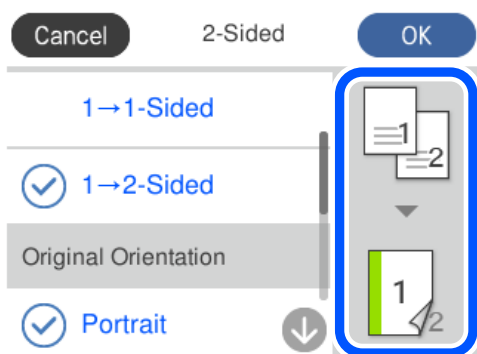 Cancel 2-Sided OK
1→1-Sided
1→2-Sided
Original Orientation
Portrait
1
2
1
2